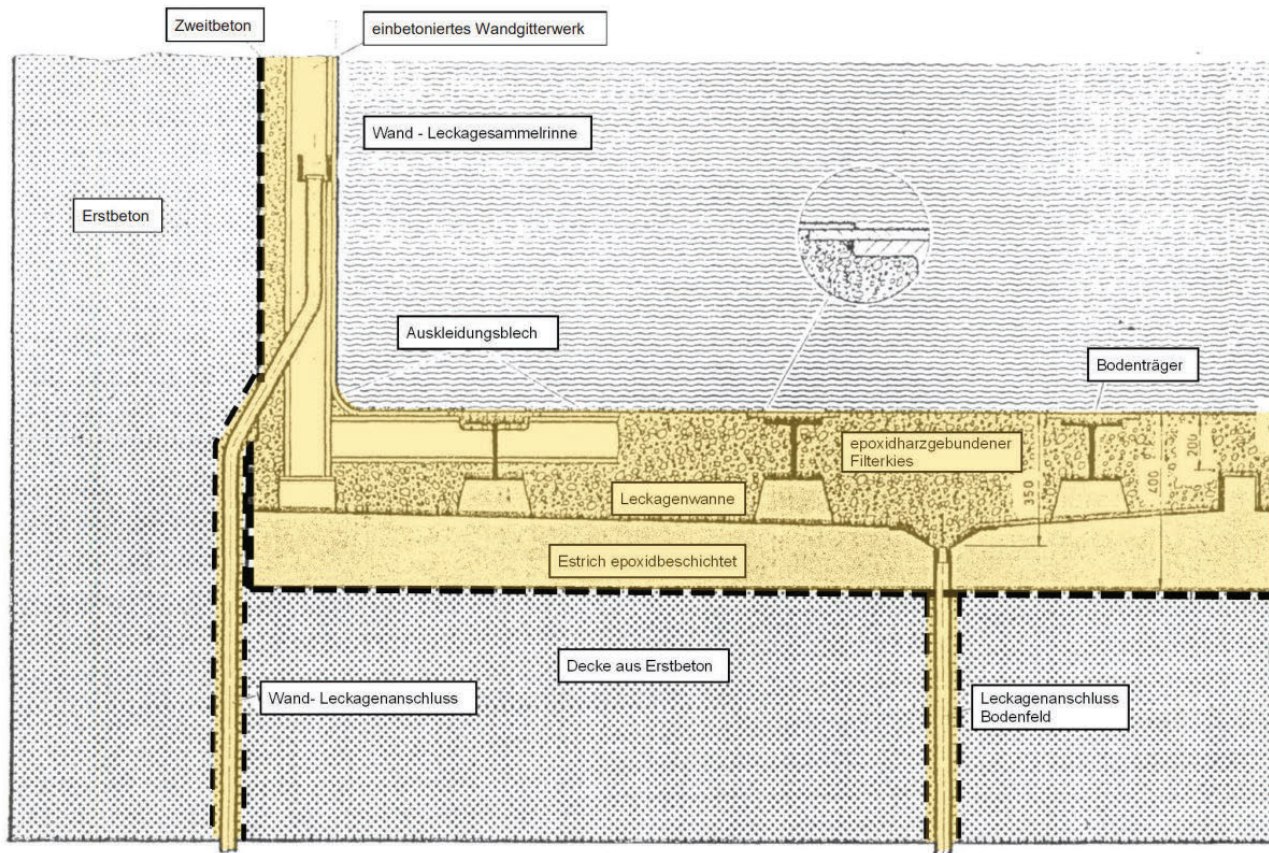 Zweitbeton
einbetoniertes Wandgitterwerk
Wand - Leckagesammelrinne
Erstbeton
Auskleidungsblech
Bodenträger
epoxidharzgebundener
Filterkies
200
400
350
Leckagenwanne
Estrich epoxidbeschichtet
Decke aus Erstbeton
Wand- Leckagenanschluss
Leckagenanschluss
Bodenfeld